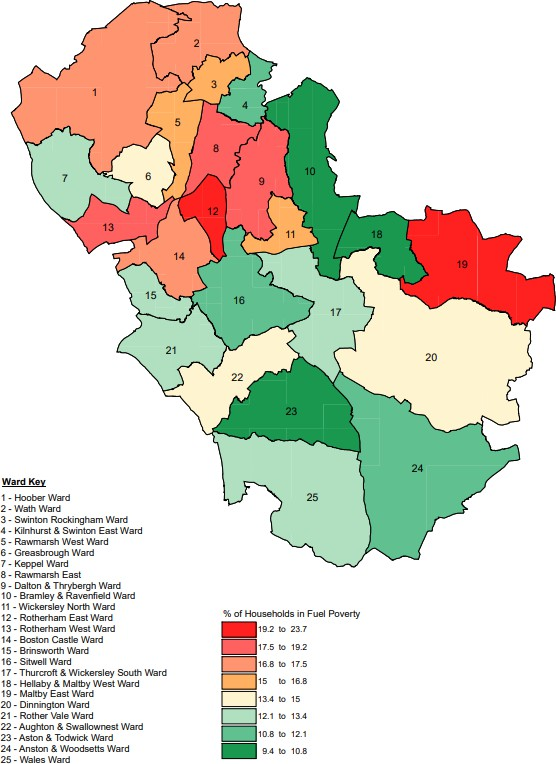 2
3
1
4
5
8
10
6
7
9
12
13
11
18
14
19
15
16
17
21
20
22
23
24
25
Ward Key
1 - Hoober Ward
2 - Wath Ward
3 - Swinton Rockingham Ward
4 - Kilnhurst & Swinton East Ward
5 - Rawmarsh West Ward
6 - Greasbrough Ward
7 - Keppel Ward
8 - Rawmarsh East
9 - Dalton & Thrybergh Ward
10 - Bramley & Ravenfield Ward
11 - Wickersley North Ward
12 - Rotherham East Ward
13 - Rotherham West Ward
14 - Boston Castle Ward
15 - Brinsworth Ward
16 - Sitwell Ward
17 - Thurcroft & Wickersley South Ward
18 - Hellaby & Maltby West Ward
19 - Maltby East Ward
20 - Dinnington Ward
21 - Rother Vale Ward
22 - Aughton & Swallownest Ward
23 - Aston & Todwick Ward
24 - Anston & Woodsetts Ward
25 - Wales Ward
% of Households in Fuel Poverty
19.2 to 23.7
17.5 to 19.2
16.8 to 17.5
15 to 16.8
13.4 to 15
12.1 to 13.4
10.8 to 12.1
9.4 to 10.8